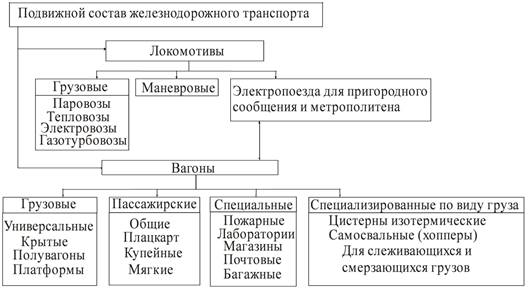 Подвижной состав железнодорожного транспорта
Локомотивы
Грузовые
Паровозы
Тепловозы
Электровозы
Газотурбовозы
Маневровые
Электропоезда для пригородного
сообщения и метрополитена
Вагоны
Грузовые
Универсальные
Крытые
Полувагоны
Платформы
Пассажирские
Общие
Плацкарт
Купейные
Мягкие
Специальные
Пожарные
Лаборатории
Магазины
Почтовые
Багажные
Специализированные по виду груза
Цистерны изотермические
Самосвальные (хопперы)
Для слеживающихся и
смерзающихся грузов